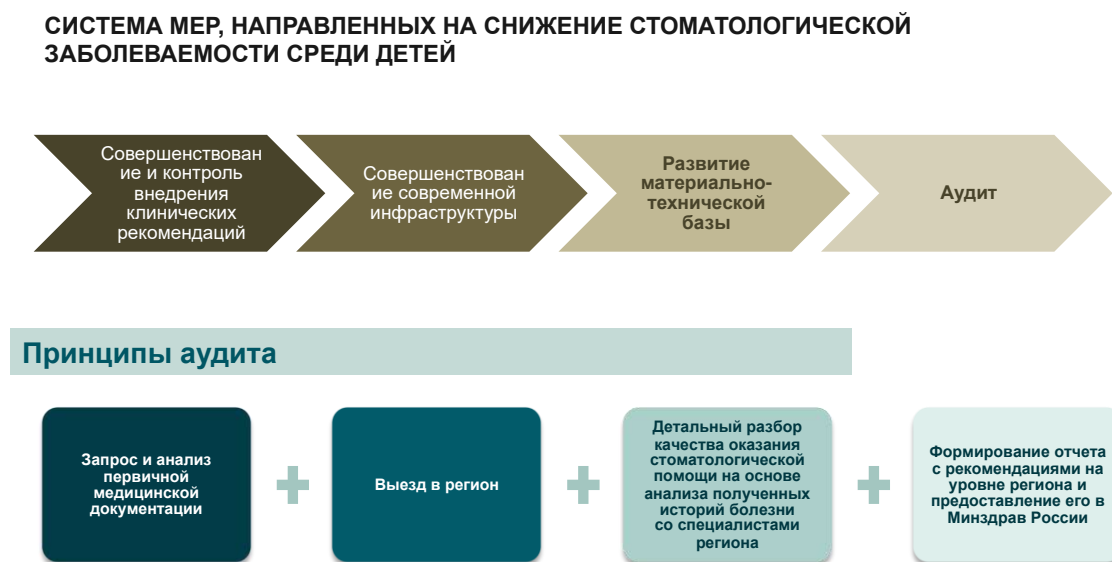 СИСТЕМА МЕР, НАПРАВЛЕННЫХ НА СНИЖЕНИЕ СТОМАТОЛОГИЧЕСКОЙ
ЗАБОЛЕВАЕМОСТИ СРЕДИ ДЕТЕЙ
Совершенствован
ие и контроль
внедрения
клинических
рекомендаций
Совершенствован
ие современной
инфраструктуры
Развитие
материально-
технической
базы
Аудит
Принципы аудита
Запрос и анализ
первичной
медицинской
документации
Выезд в регион
Детальный разбор
качества оказания
стоматологической
помощи на основе
анализа полученных
историй болезни
со специалистами
региона
Формирование отчета
с рекомендациями на
уровне региона и
предоставление его в
Минздрав России